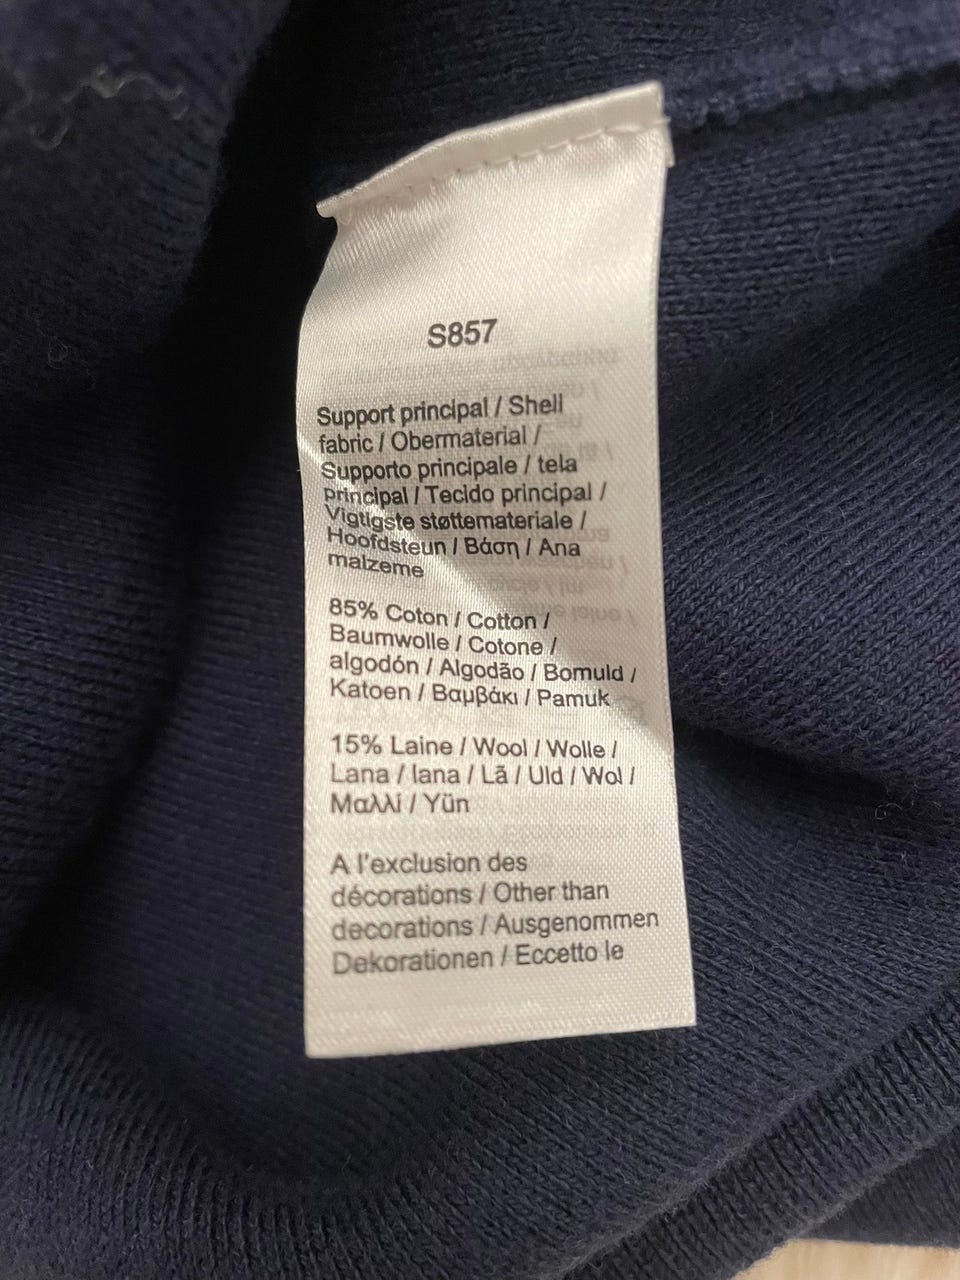 S857
Support principal / Shell
fabric / Obermaterial /
Supporto principale / tela
principal / Tecido principal /
Vigtigste støttemateriale /
Hoofdsteun / Βάση / Ana
malzeme
85% Coton / Cotton /
Baumwolle / Cotone /
algodón / Algodão / Bomuld /
Katoen / Βαμβάκι / Pamuk
15% Laine / Wool / Wolle /
Lana / lana / Lã / Uld / Wol /
Μαλλί / Yün
A l'exclusion des
décorations / Other than
decorations / Ausgenommen
Dekorationen / Eccetto le